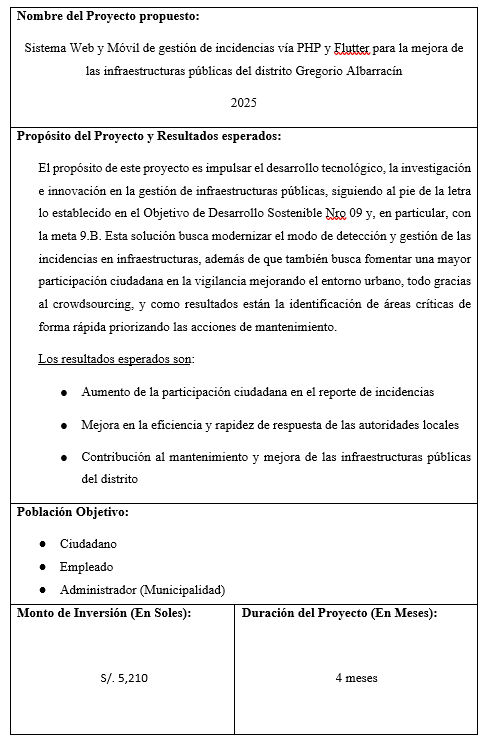 Nombre del Proyecto propuesto:
Sistema Web y Móvil de gestión de incidencias vía PHP y Flutter para la mejora de
las infraestructuras públicas del distrito Gregorio Albarracín
2025
Propósito del Proyecto y Resultados esperados:
El propósito de este proyecto es impulsar el desarrollo tecnológico, la investigación
e innovación en la gestión de infraestructuras públicas, siguiendo al pie de la letra
lo establecido en el Objetivo de Desarrollo Sostenible Nro 09 y, en particular, con
la meta 9.B. Esta solución busca modernizar el modo de detección y gestión de las
incidencias en infraestructuras, además de que también busca fomentar una mayor
participación ciudadana en la vigilancia mejorando el entorno urbano, todo gracias
al crowdsourcing, y como resultados están la identificación de áreas críticas de
forma rápida priorizando las acciones de mantenimiento.
Los resultados esperados son:
● Aumento de la participación ciudadana en el reporte de incidencias
● Mejora en la eficiencia y rapidez de respuesta de las autoridades locales
● Contribución al mantenimiento y mejora de las infraestructuras públicas
del distrito
Población Objetivo:
● Ciudadano
● Empleado
● Administrador (Municipalidad)
Monto de Inversión (En Soles):
S/. 5,210
Duración del Proyecto (En Meses):
4 meses